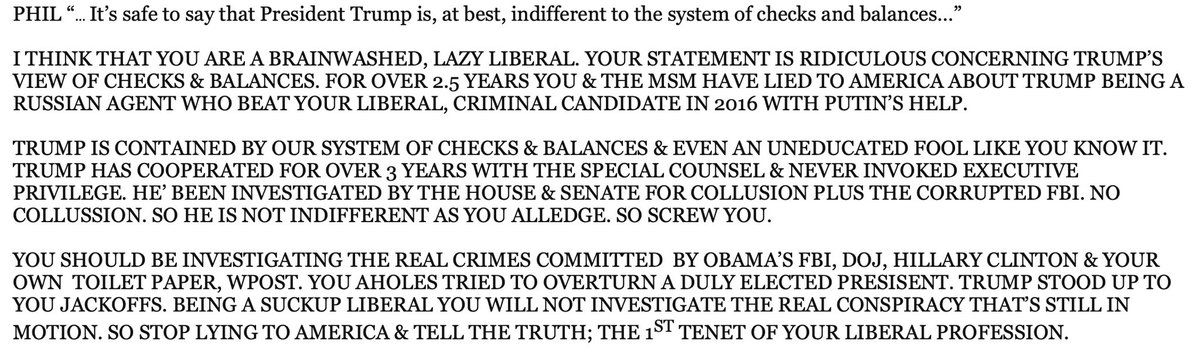 PHIL “… It’s safe to say that President Trump is, at best, indifferent to the system of checks and balances…”
I THINK THAT YOU ARE A BRAINWASHED, LAZY LIBERAL. YOUR STATEMENT IS RIDICULOUS CONCERNING TRUMP’S
VIEW OF CHECKS & BALANCES. FOR OVER 2.5 YEARS YOU & THE MSM HAVE LIED TO AMERICA ABOUT TRUMP BEING A
RUSSIAN AGENT WHO BEAT YOUR LIBERAL, CRIMINAL CANDIDATE IN 2016 WITH PUTIN’S HELP.
TRUMP IS CONTAINED BY OUR SYSTEM OF CHECKS & BALANCES & EVEN AN UNEDUCATED FOOL LIKE YOU KNOW IT.
TRUMP HAS COOPERATED FOR OVER 3 YEARS WITH THE SPECIAL COUNSEL & NEVER INVOKED EXECUTIVE
PRIVILEGE. HE’ BEEN INVESTIGATED BY THE HOUSE & SENATE FOR COLLUSION PLUS THE CORRUPTED FBI. NO
COLLUSSION. SO HE IS NOT INDIFFERENT AS YOU ALLEDGE. SO SCREW YOU.
YOU SHOULD BE INVESTIGATING THE REAL CRIMES COMMITTED  BY OBAMA’S FBI, DOJ, HILLARY CLINTON & YOUR
OWN  TOILET PAPER, WPOST. YOU AHOLES TRIED TO OVERTURN A DULY ELECTED PRESISENT. TRUMP STOOD UP TO
YOU JACKOFFS. BEING A SUCKUP LIBERAL YOU WILL NOT INVESTIGATE THE REAL CONSPIRACY THAT’S STILL IN
MOTION. SO STOP LYING TO AMERICA & TELL THE TRUTH; THE 1ST TENET OF YOUR LIBERAL PROFESSION.